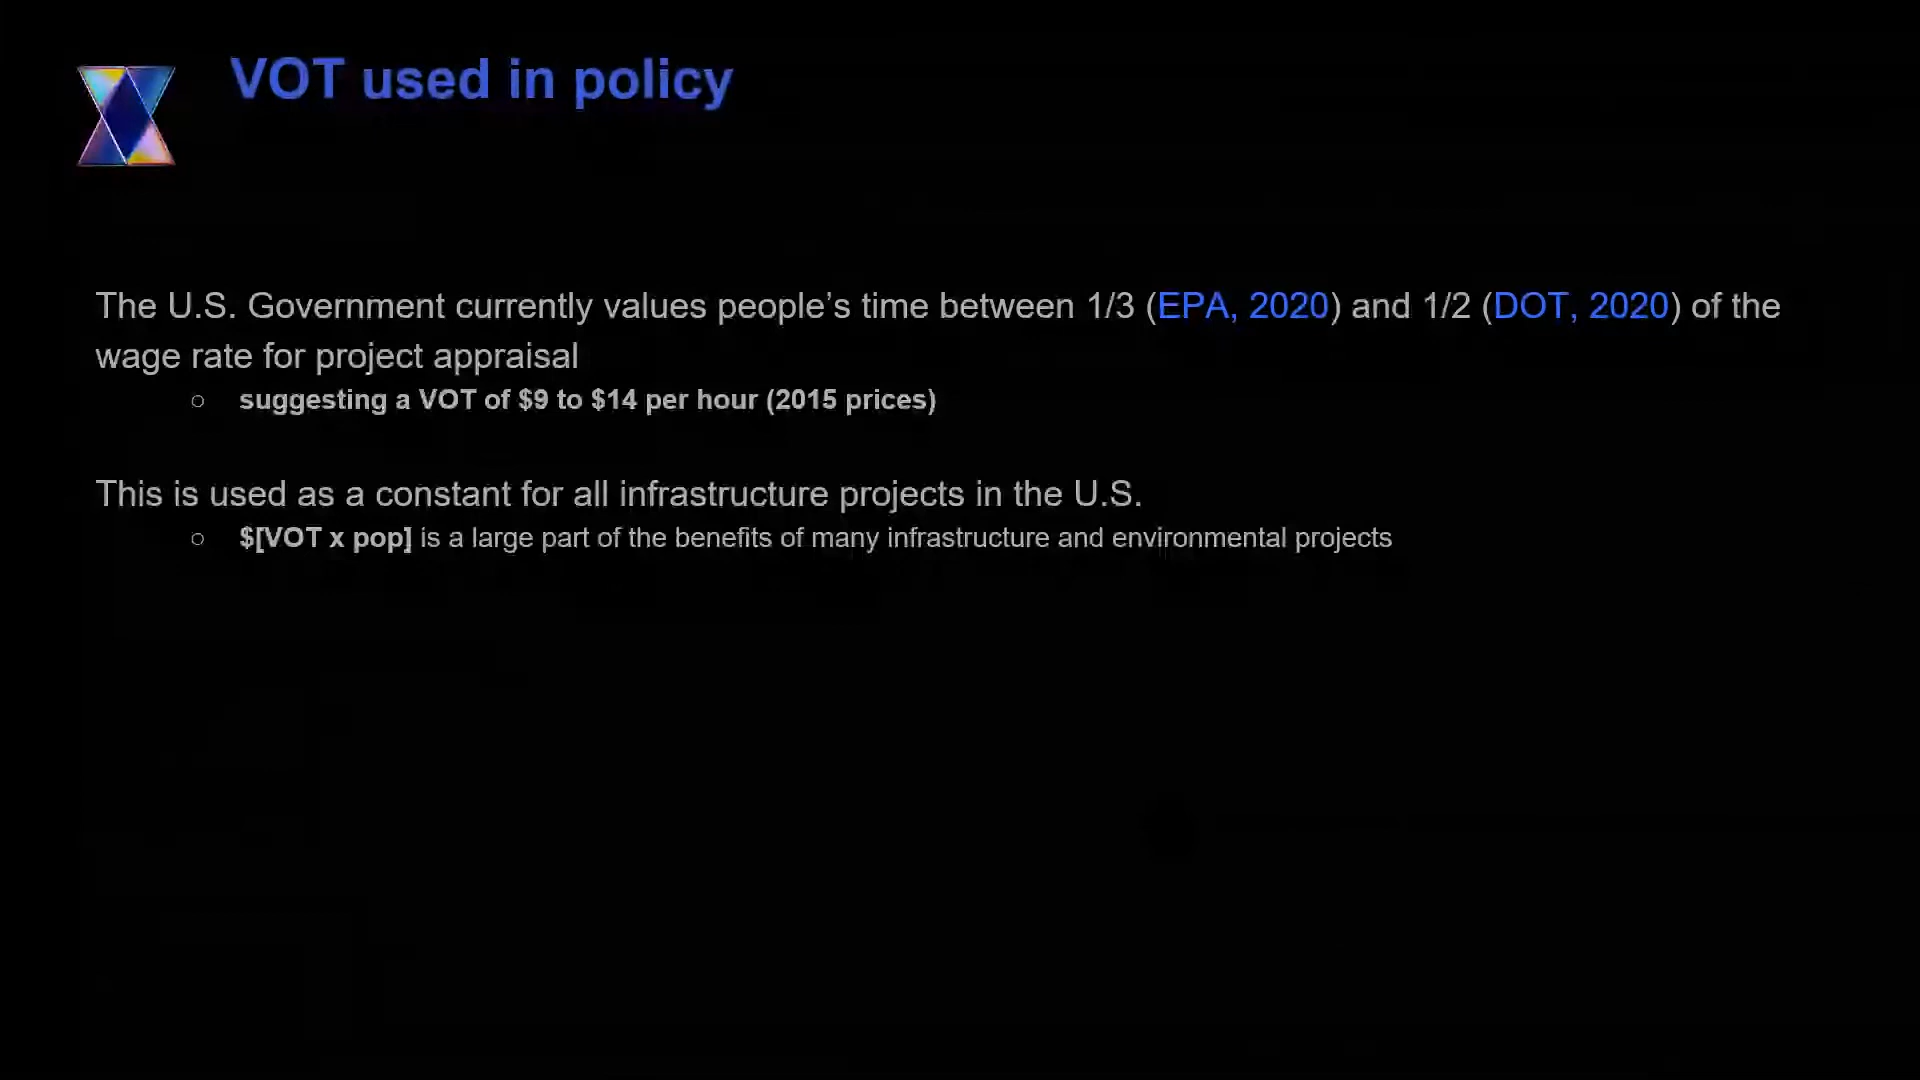 VOT used in policy
The U.S. Government currently values people’s time between 1/3 (EPA, 2020) and 1/2 (DOT, 2020) of the
wage rate for project appraisal
○ suggesting a VOT of $9 to $14 per hour (2015 prices)
This is used as a constant for all infrastructure projects in the U.S.
○ $[VOT x pop] is a large part of the benefits of many infrastructure and environmental projects